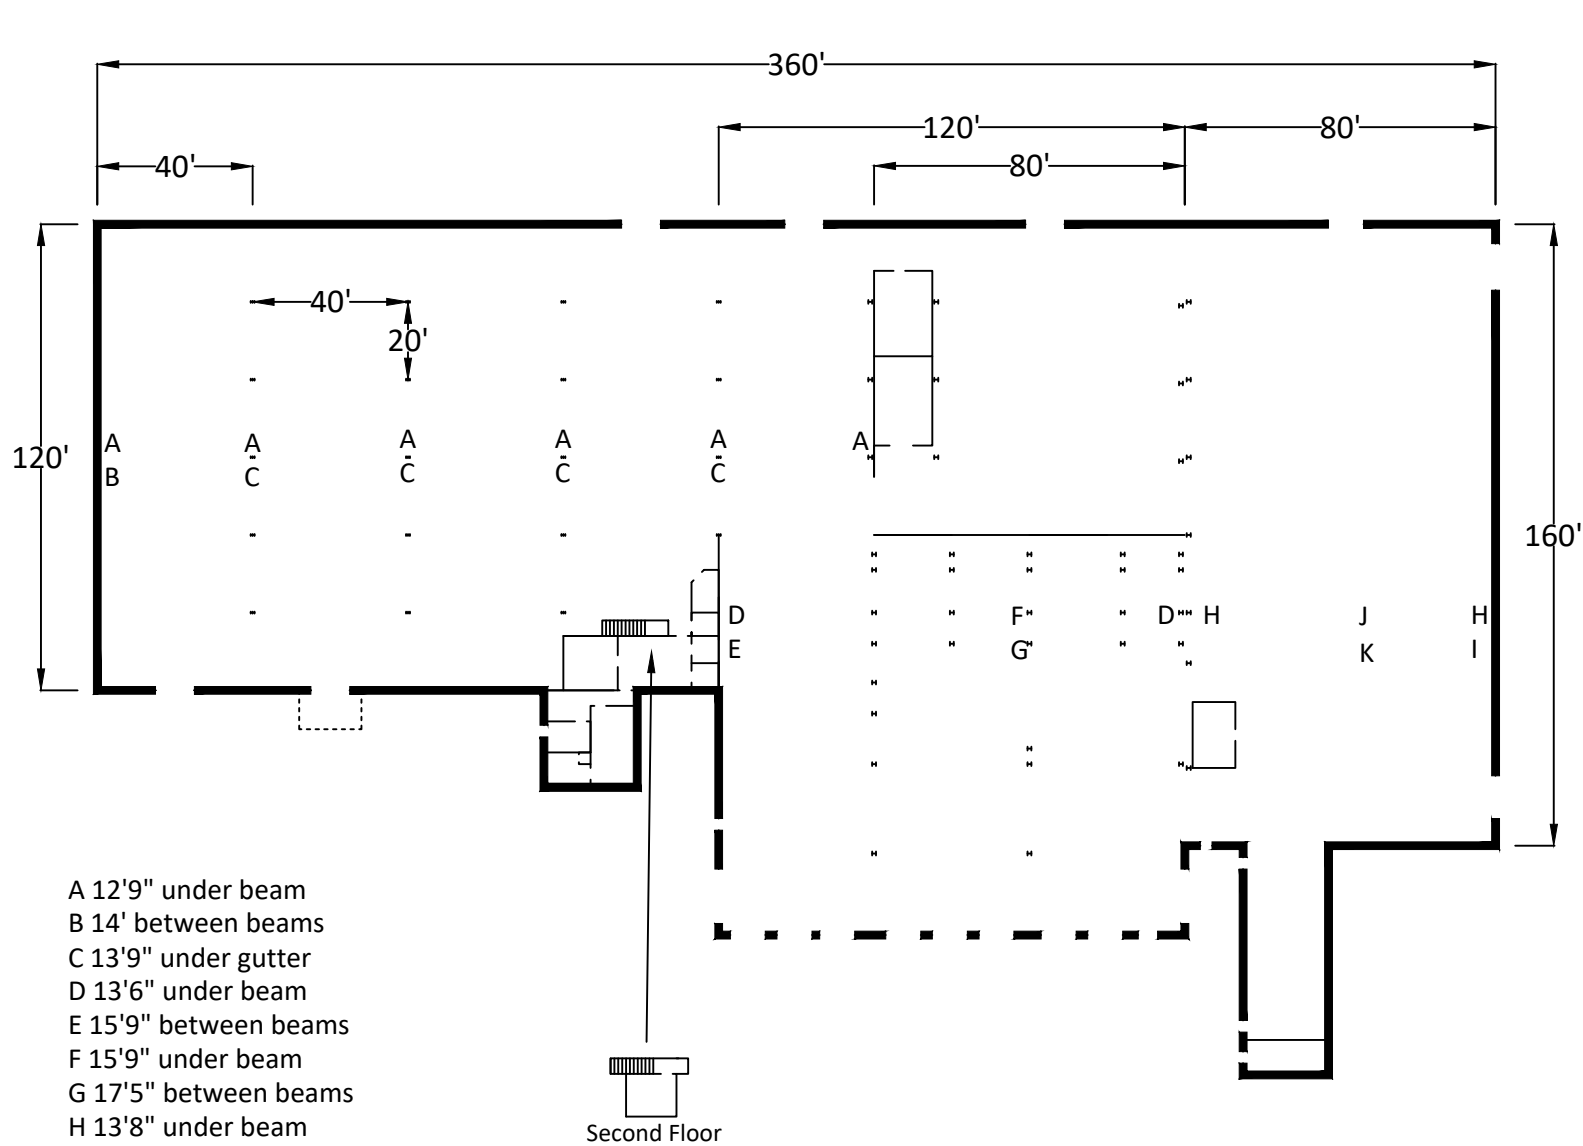 360'
120'
80'
40'
80'
40'
20'
A
A
A
A
A
A
120'
B
C
C
C
C
160'
D
F
D
H
J
H
E
G
K
I
A 12'9" under beam
B 14' between beams
C 13'9" under gutter
D 13'6" under beam
E 15'9" between beams
F 15'9" under beam
G 17'5" between beams
H 13'8" under beam
Second Floor